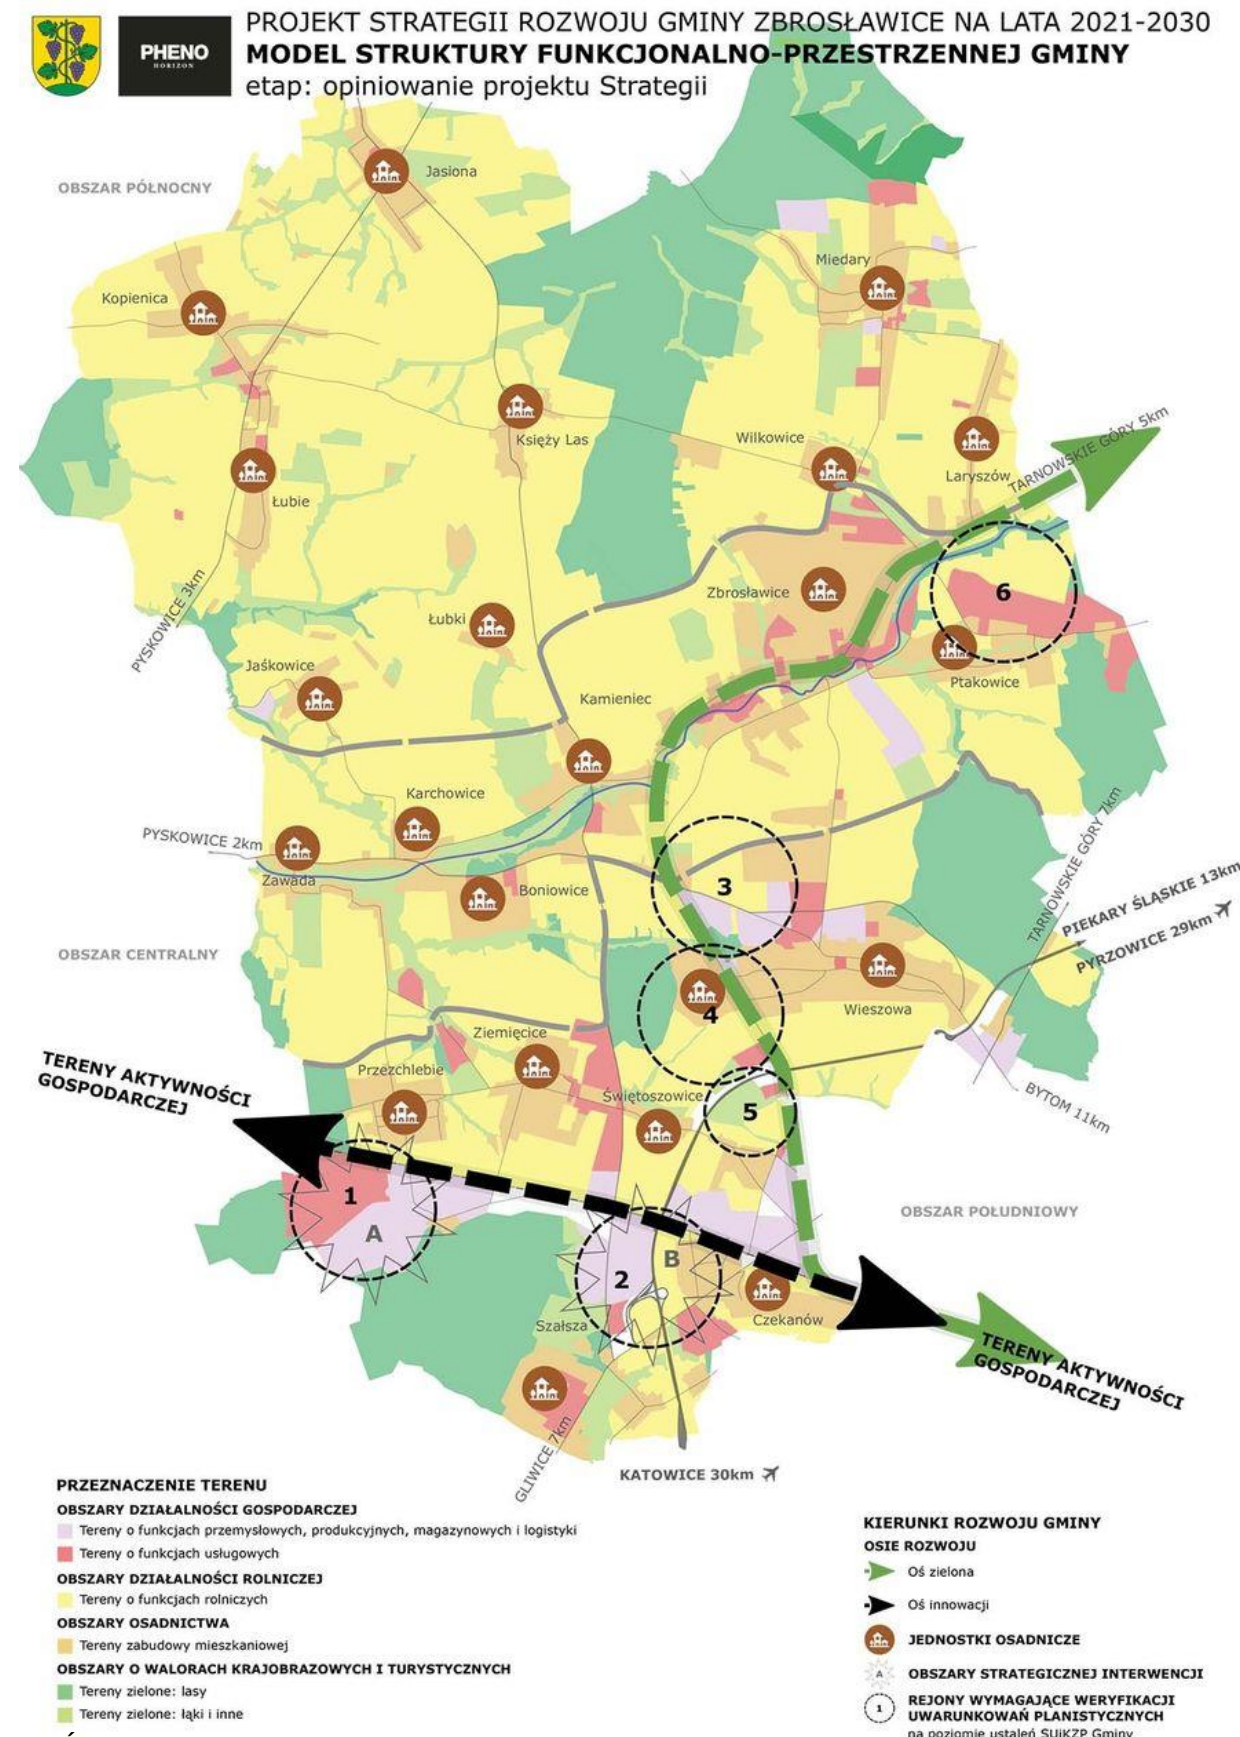 PROJEKT STRATEGII ROZWOJU GMINY ZBROSŁAWICE NA LATA 2021-2030
PHENO
HORIZON
MODEL STRUKTURY FUNKCJONALNO-PRZESTRZENNEJ GMINY
etap: opiniowanie projektu Strategii
Jasiona
OBSZAR PÓŁNOCNY
Miedary
Kopienica
TARNOWSKIE GÓRY 5km
Księży Las
Wilkowice
Laryszów
Łubie
PYSKOWICE 3km
Zbrosławice
6
Łubki
Jaśkowice
Ptakowice
Kamieniec
Karchowice
PYSKOWICE 2km
TARNOWSKIE GÓRY 7km
Zawada
Boniowice
3
PIEKARY ŚLĄSKIE 13km
PYRZOWICE 29km
OBSZAR CENTRALNY
4
Wieszowa
Ziemięcice
Przezchlebie
TERENY AKTYWNOŚCI
GOSPODARCZEJ
Świętoszowice
5
BYTOM 11km
1
A
OBSZAR POŁUDNIOWY
B
2
Szałsza
Czekanów
TERENY AKTYWNOŚCI
GOSPODARCZEJ
GLIWICE 7km
KATOWICE 30km
PRZEZNACZENIE TERENU
OBSZARY DZIAŁALNOŚCI GOSPODARCZEJ
Tereny o funkcjach przemysłowych, produkcyjnych, magazynowych i logistyki
Tereny o funkcjach usługowych
OBSZARY DZIAŁALNOŚCI ROLNICZEJ
Tereny o funkcjach rolniczych
OBSZARY OSADNICTWA
Tereny zabudowy mieszkaniowej
OBSZARY O WALORACH KRAJOBRAZOWYCH I TURYSTYCZNYCH
Tereny zielone: lasy
Tereny zielone: łąki i inne
KIERUNKI ROZWOJU GMINY
OSIE ROZWOJU
Oś zielona
Oś innowacji
JEDNOSTKI OSADNICZE
A
OBSZARY STRATEGICZNEJ INTERWENCJI
1
REJONY WYMAGAJĄCE WERYFIKACJI
UWARUNKOWAŃ PLANISTYCZNYCH
na poziomie ustaleń SUiKZP Gminy